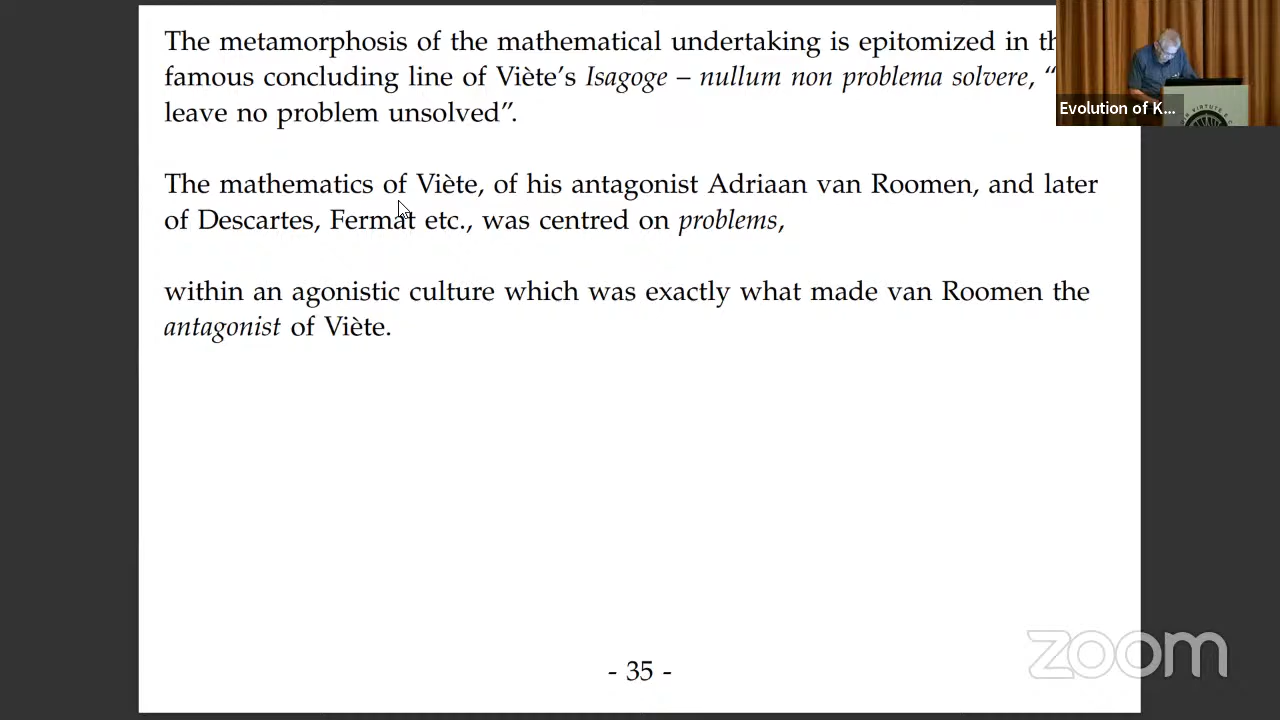 The metamorphosis of the mathematical undertaking is epitomized in
famous concluding line of Viète’s Isagoge – nullum non problema solvere, “
leave no problem unsolved”.
The mathematics of Viète, of his antagonist Adriaan van Roomen, and later
of Descartes, Fermat etc., was centred on problems,
within an agonistic culture which was exactly what made van Roomen the
antagonist of Viète.
- 35 -
Evolution of K...
zoom